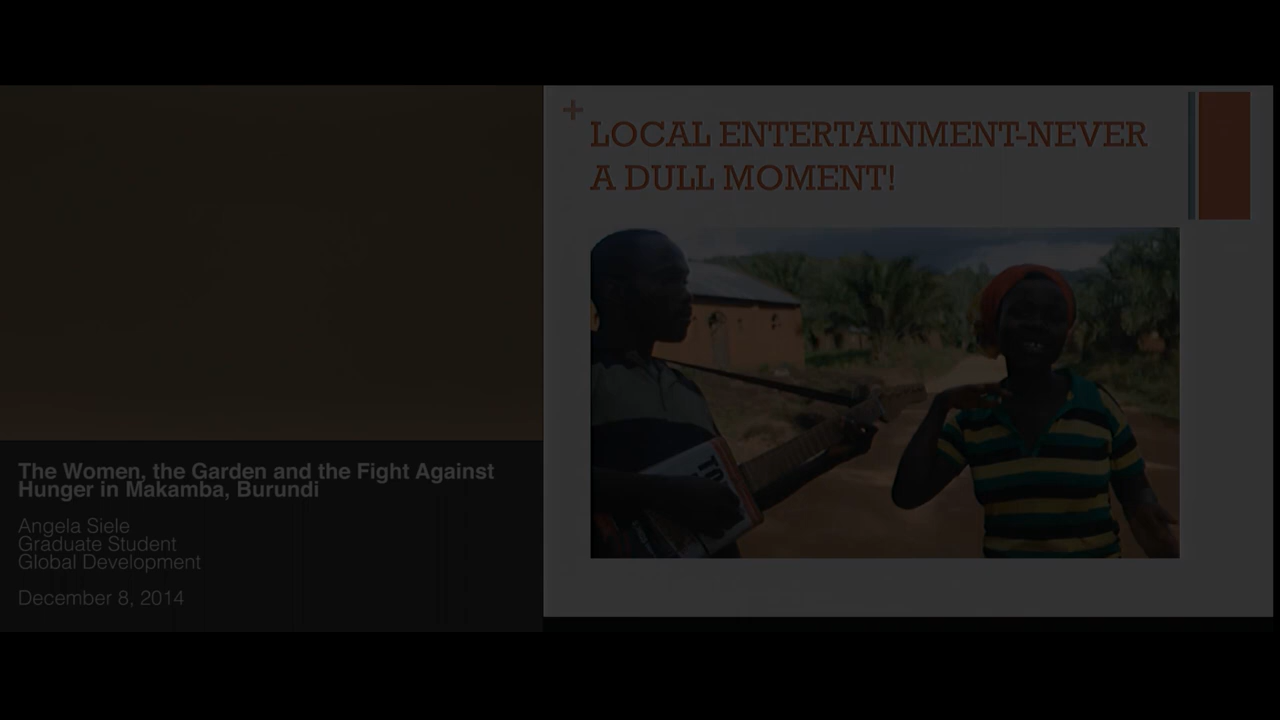 +
LOCAL ENTERTAINMENT-NEVER
A DULL MOMENT!
The Women, the Garden and the Fight Against
Hunger in Makamba, Burundi
Angela Siele
Graduate Student
Global Development
December 8, 2014